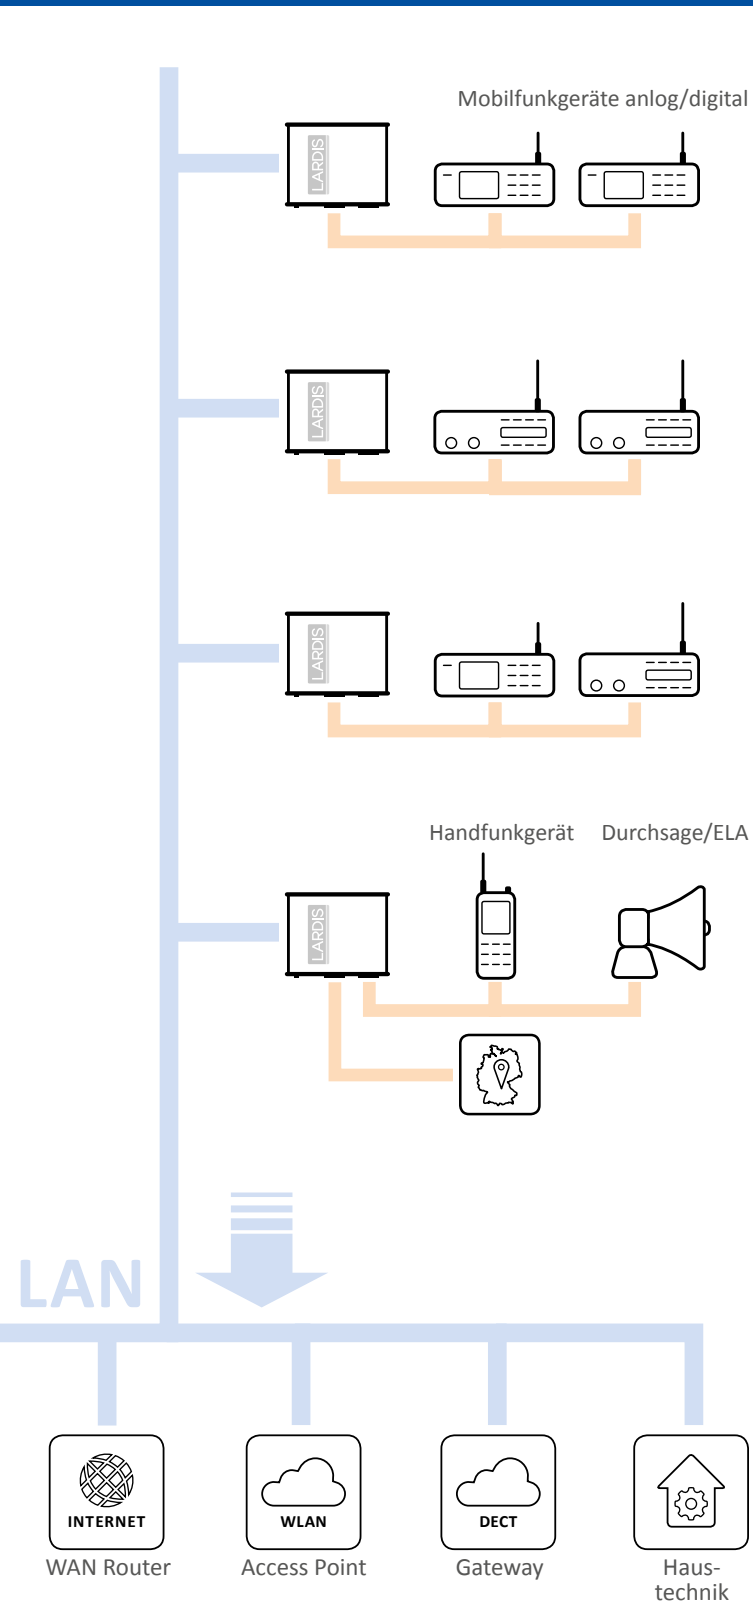 Mobilfunkgeräte anlog/digital
LARDIS
LARDIS
LARDIS
Handfunkgerät
Durchsage/ELA
LARDIS
LAN
INTERNET
WLAN
DECT
WAN Router
Access Point
Gateway
Haus-
technik